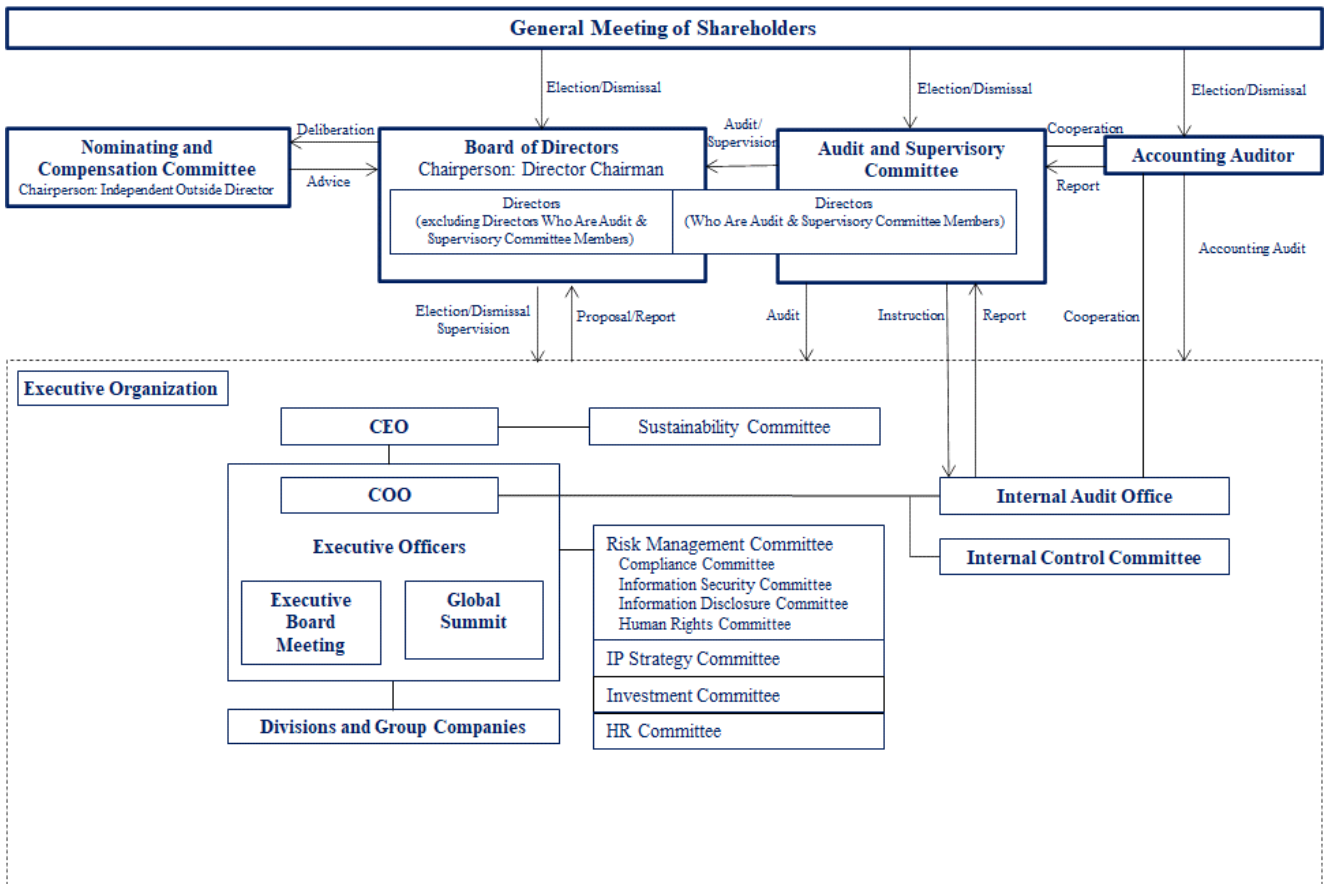 General Meeting of Shareholders
Election/Dismissal
Election/Dismissal
Election/Dismissal
Nominating and
Compensation Committee
Chairperson: Independent Outside Director
Deliberation
Advice
Board of Directors
Chairperson: Director Chairman
Audit/
Supervision
Audit and Supervisory
Committee
Cooperation
Report
Accounting Auditor
Directors
(excluding Directors Who Are Audit &
Supervisory Committee Members)
Directors
(Who Are Audit & Supervisory Committee Members)
Accounting Audit
Election/Dismissal
Supervision
Proposal/Report
Audit
Instruction
Report
Cooperation
Executive Organization
CEO
Sustainability Committee
COO
Internal Audit Office
Executive Officers
Risk Management Committee
Compliance Committee
Information Security Committee
Information Disclosure Committee
Human Rights Committee
Internal Control Committee
Executive
Board
Meeting
Global
Summit
IP Strategy Committee
Investment Committee
HR Committee
Divisions and Group Companies